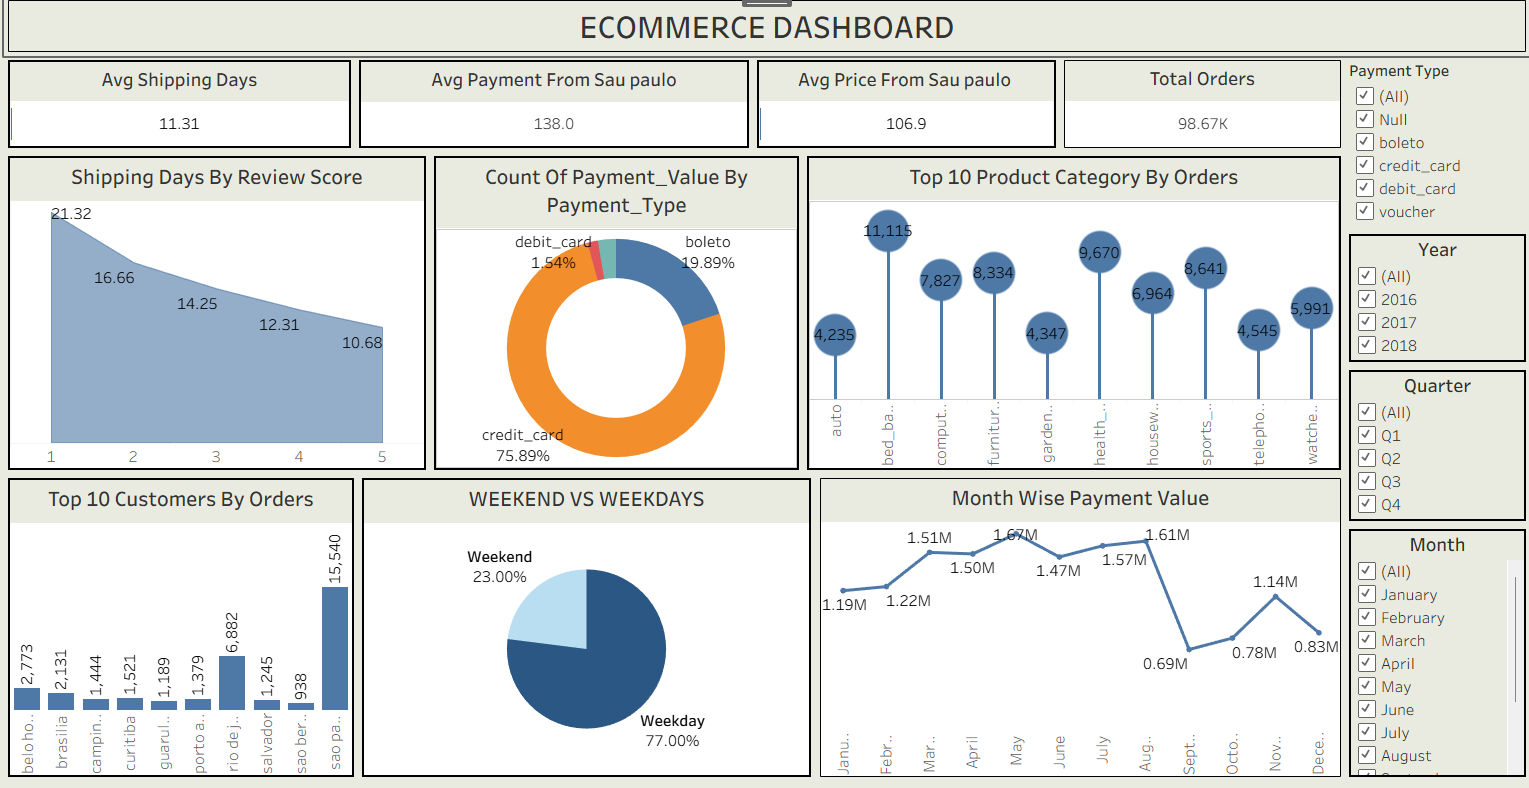 ECOMMERCE DASHBOARD
Avg Shipping Days
11.31
Avg Payment From Sau paulo
138.0
Avg Price From Sau paulo
106.9
Total Orders
98.67K
Payment Type
(All)
Null
boleto
credit_card
debit_card
voucher
Shipping Days By Review Score
21.32
16.66
14.25
12.31
10.68
1 2 3 4 5
Count Of Payment_Value By
Payment_Type
debit_card
1.54%
boleto
19.89%
credit_card
75.89%
Top 10 Product Category By Orders
4,235
11,115
7,827
8,334
4,347
9,670
6,964
8,641
4,545
5,991
auto
bed_ba..
comput..
furnitur..
garden..
health_..
housew..
sports_..
telepho..
watche..
Year
(All)
2016
2017
2018
Quarter
(All)
Q1
Q2
Q3
Q4
Top 10 Customers By Orders
2,773
2,131
1,444
1,521
1,189
1,379
6,882
1,245
938
15,540
belo ho..
brasilia
campin..
curitiba
guarul..
porto a..
rio de j..
salvador
sao ber..
sao pa..
WEEKEND VS WEEKDAYS
Weekend
23.00%
Weekday
77.00%
Month Wise Payment Value
1.19M
1.22M
1.51M
1.50M
1.67M
1.47M
1.57M
1.61M
0.69M
0.78M
1.14M
0.83M
Janu..
Febr..
Mar..
April
May
June
July
Aug..
Sept..
Octo..
Nov..
Dece..
Month
(All)
January
February
March
April
May
June
July
August